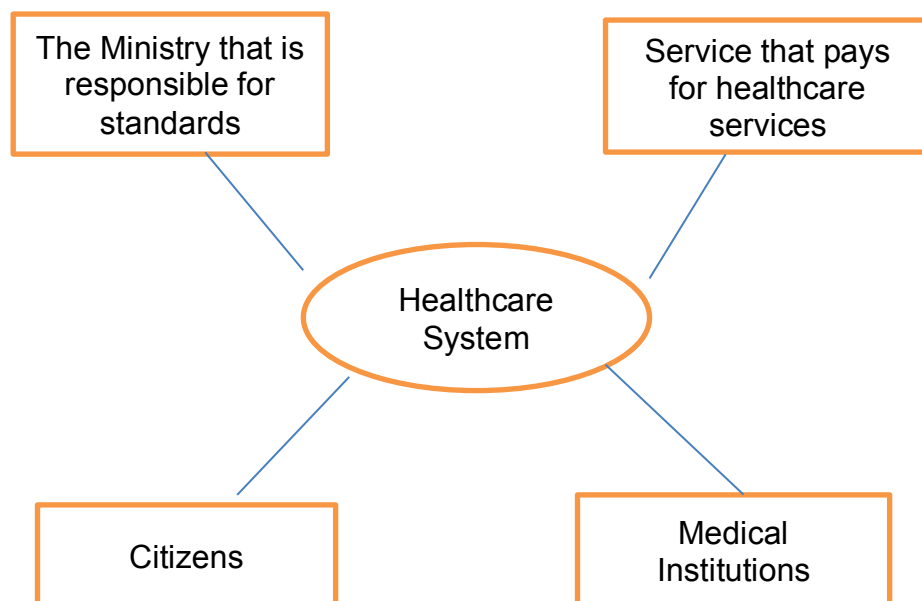 The Ministry that is
responsible for
standards
Service that pays
for healthcare
services
Healthcare
System
Citizens
Medical
Institutions